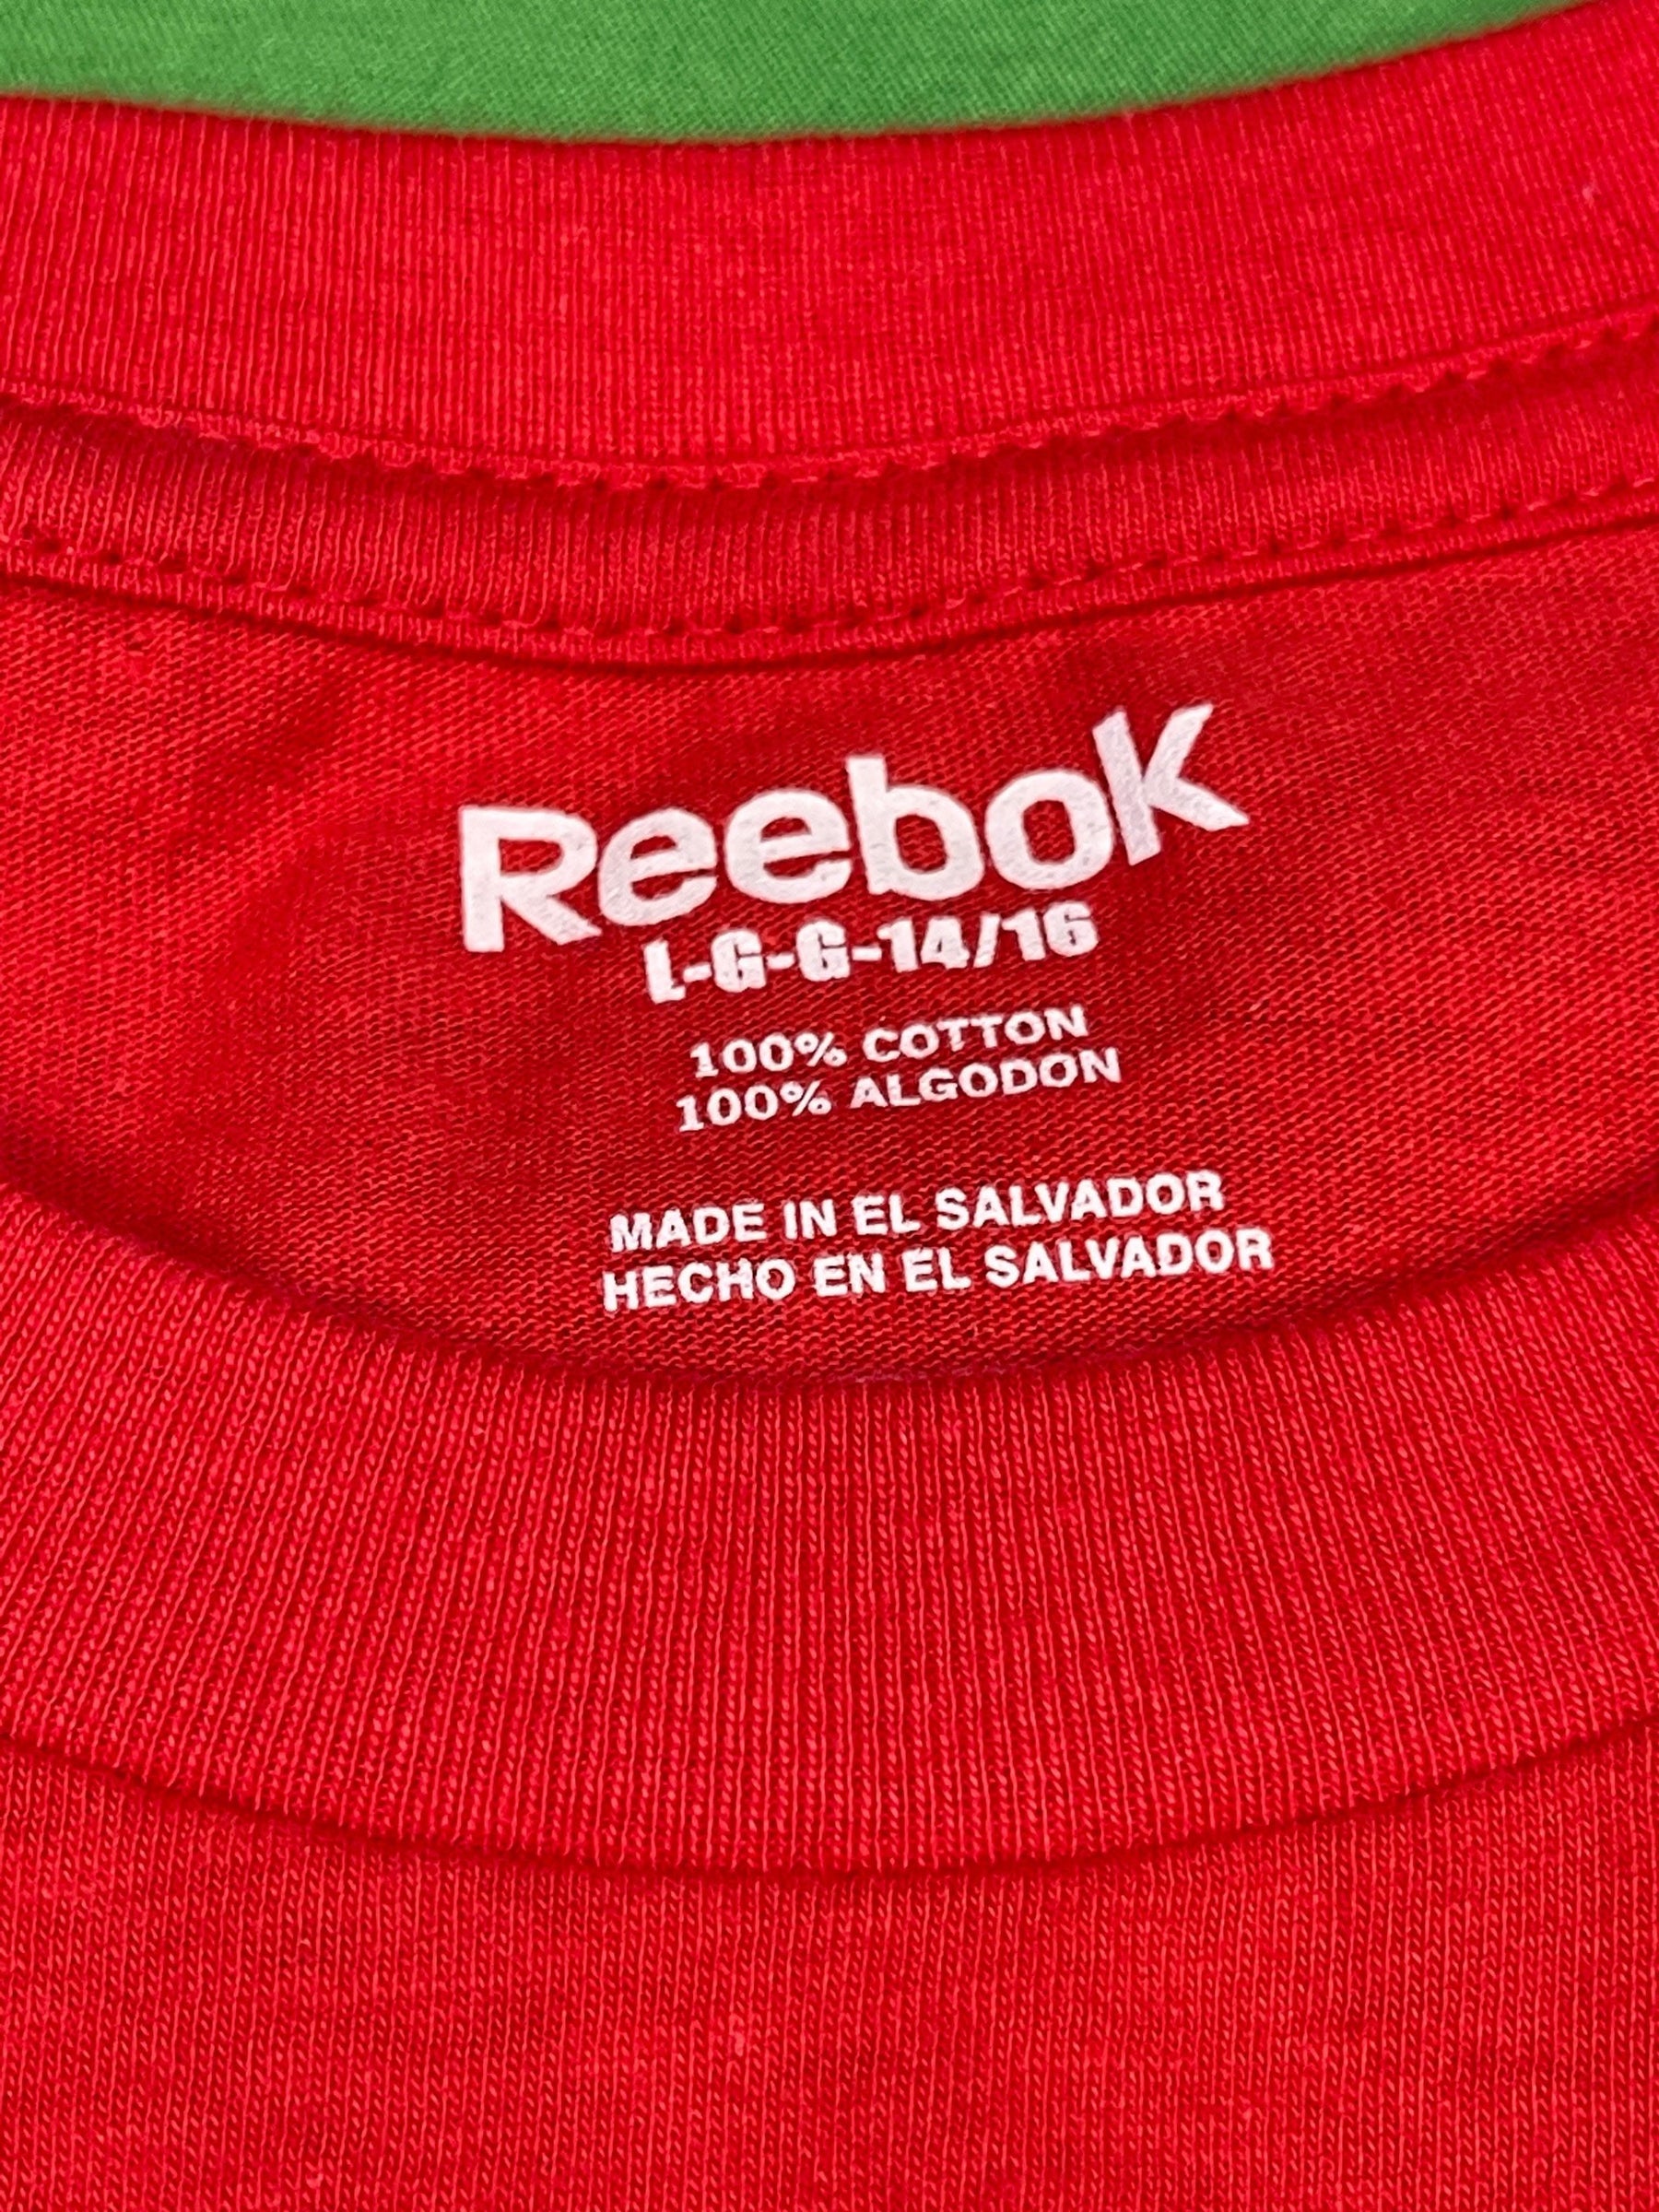 Reebok
L-G-G-14/16
100% COTTON
100% ALGODON
MADE IN EL SALVADOR
HECHO EN EL SALVADOR